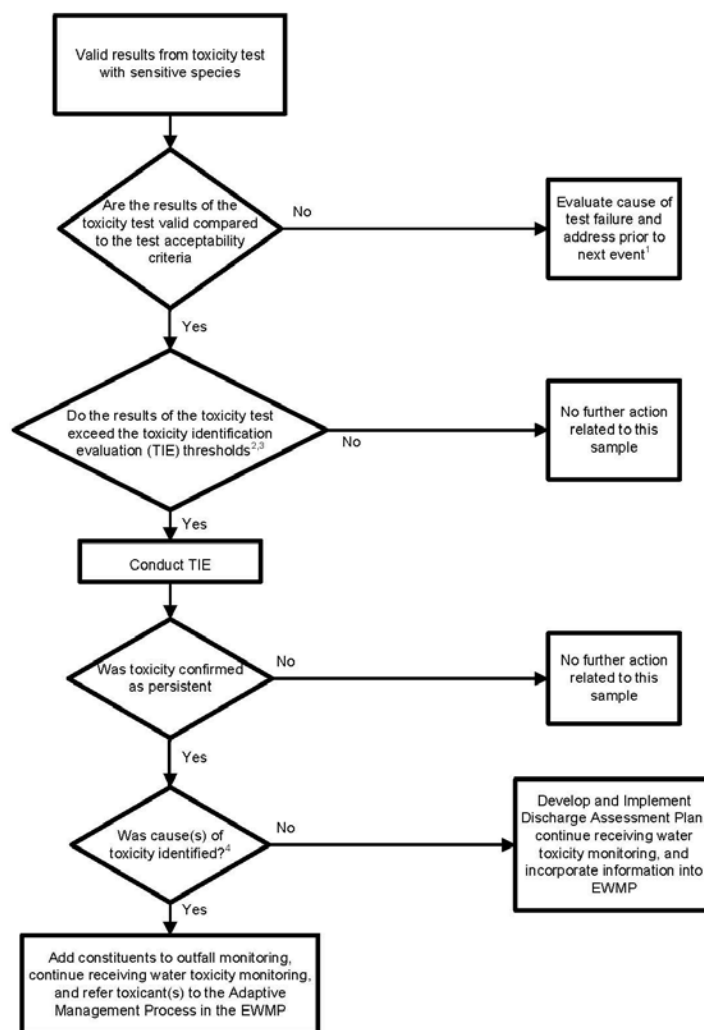 Valid results from toxicity test
with sensitive species
Are the results of the
toxicity test valid compared
to the test acceptability
criteria
No
Evaluate cause of
test failure and
address prior to
next event¹
Yes
Do the results of the toxicity test
exceed the toxicity identification
evaluation (TIE) thresholds²,³
No
No further action
related to this
sample
Yes
Conduct TIE
Was toxicity confirmed
as persistent
No
No further action
related to this
sample
Yes
Was cause(s) of
toxicity identified?⁴
No
Develop and Implement
Discharge Assessment Plan,
continue receiving water
toxicity monitoring, and
incorporate information into
EWMP
Yes
Add constituents to outfall monitoring,
continue receiving water toxicity monitoring,
and refer toxicant(s) to the Adaptive
Management Process in the EWMP